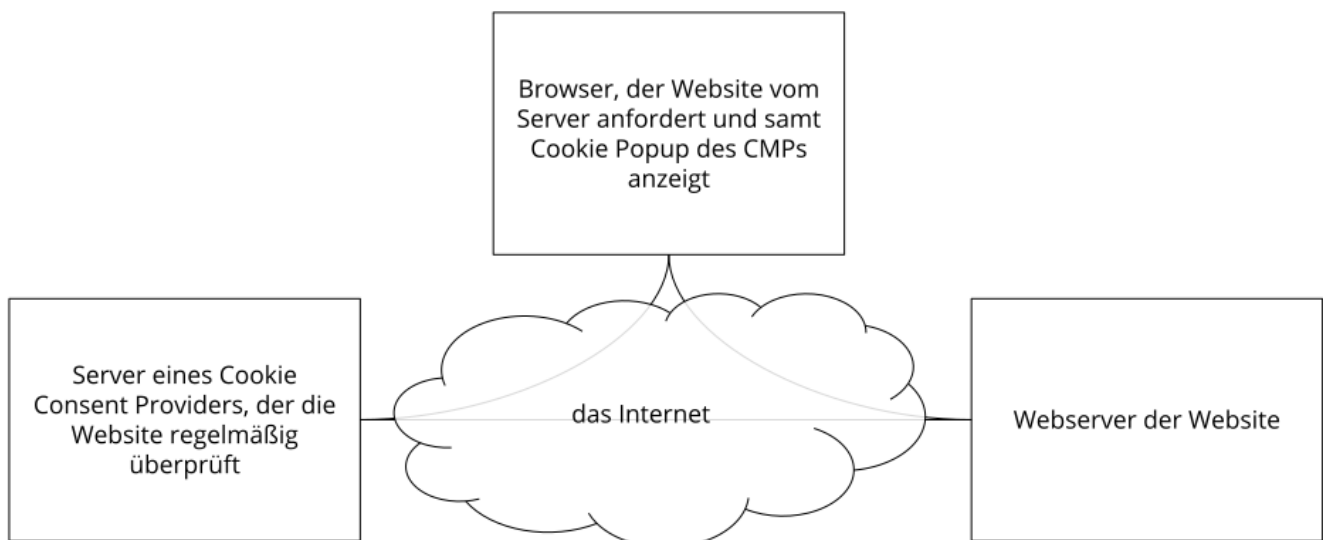 Browser, der Website vom
Server anfordert und samt
Cookie Popup des CMPs
anzeigt
Server eines Cookie
Consent Providers, der die
Website regelmäßig
überprüft
das Internet
Webserver der Website